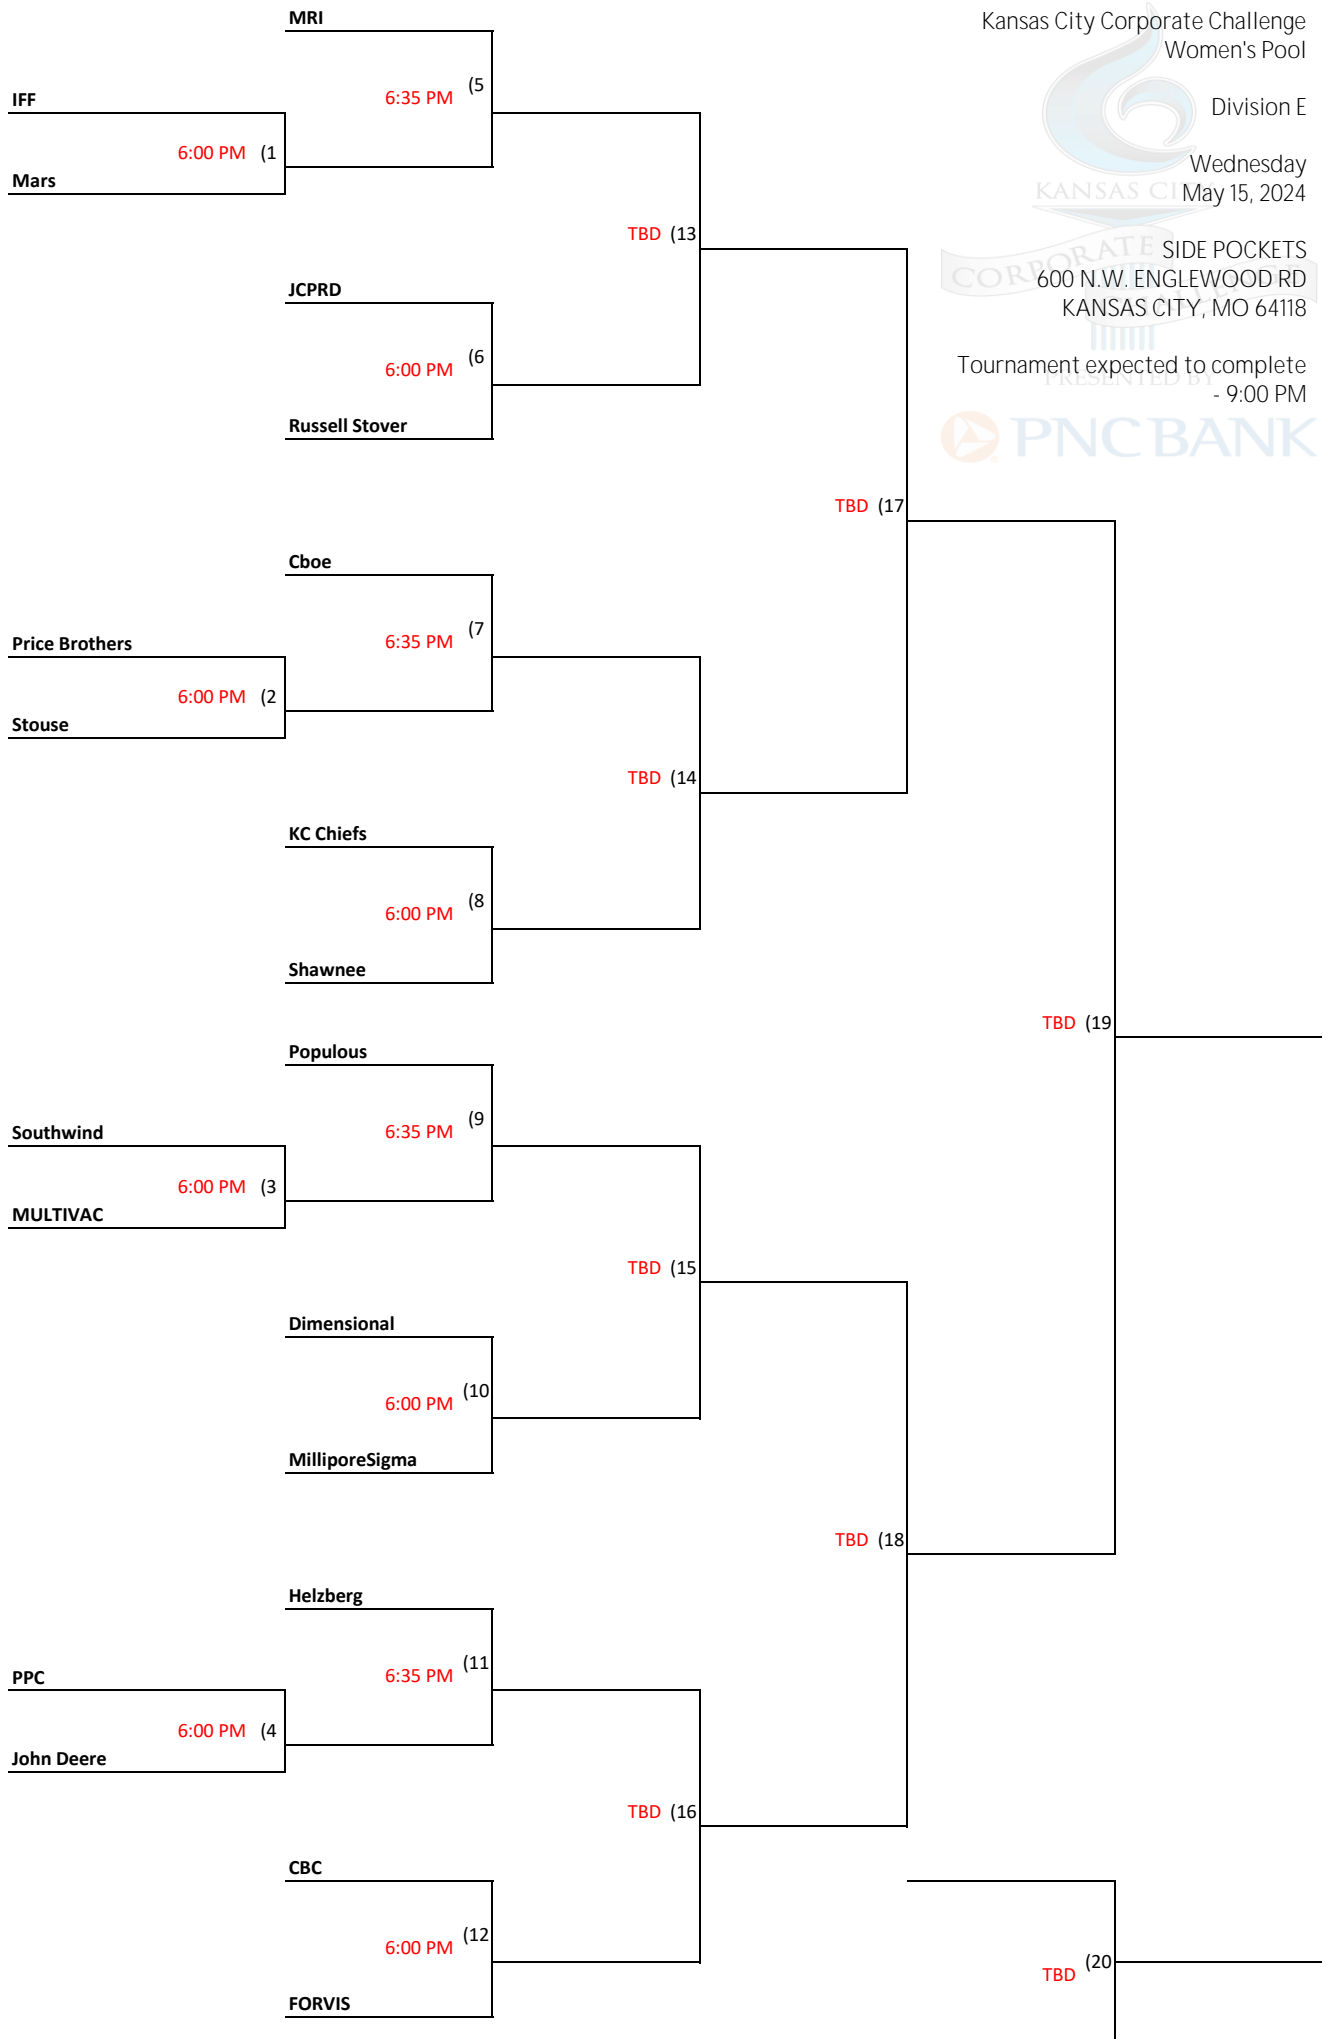 MRI
Kansas City Corporate Challenge
Women's Pool
(5
6:35 PM
IFF
Division E
6:00 PM (1
Mars
Wednesday
KANSAS CI
May 15, 2024
TBD (13
CORPORATE
SIDE POCKETS
JCPRD
600 N.W. ENGLEWOOD RD
KANSAS CITY, MO 64118
(6
6:00 PM
Tournament expected to complete
PRESENTED BY
- 9:00 PM
Russell Stover
PNC BANK
TBD (17
Cboe
(7
6:35 PM
Price Brothers
6:00 PM (2
Stouse
TBD (14
KC Chiefs
(8
6:00 PM
Shawnee
TBD (19
Populous
(9
6:35 PM
Southwind
6:00 PM (3
MULTIVAC
TBD (15
Dimensional
(10
6:00 PM
MilliporeSigma
TBD (18
Helzberg
(11
6:35 PM
PPC
6:00 PM (4
John Deere
TBD (16
CBC
(12
6:00 PM
(20
TBD
FORVIS